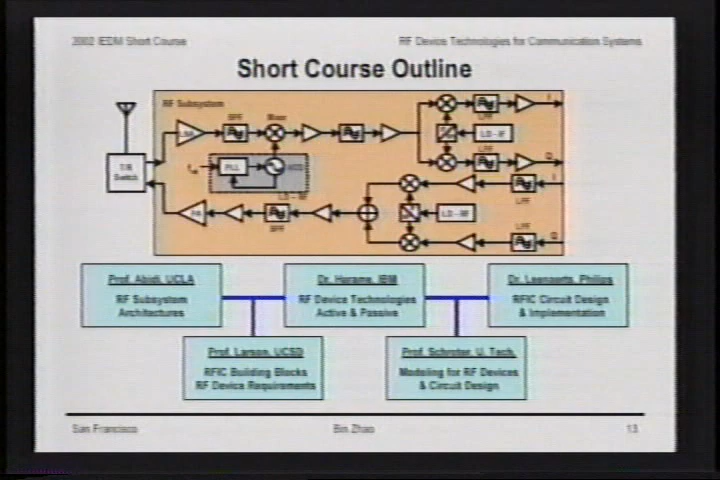 2002 IEDM Short Course
RF Device Technologies for Communication Systems
Short Course Outline
RF Subsystem
BPF
Mixer
LPF
I
LNA
LO - IF
T/R
Switch
PLL
VCO
LPF
Q
LO - RF
I
PA
BPF
LO - RF
LPF
LPF
Q
Prof. Abidi, UCLA
RF Subsystem
Architectures
Dr. Harame, IBM
RF Device Technologies
Active & Passive
Dr. Leenaerts, Philips
RFIC Circuit Design
& Implementation
Prof. Larson, UCSD
RFIC Building Blocks
RF Device Requirements
Prof. Schroter, U. Tech.
Modeling for RF Devices
& Circuit Design
San Francisco
Bin Zhao
13